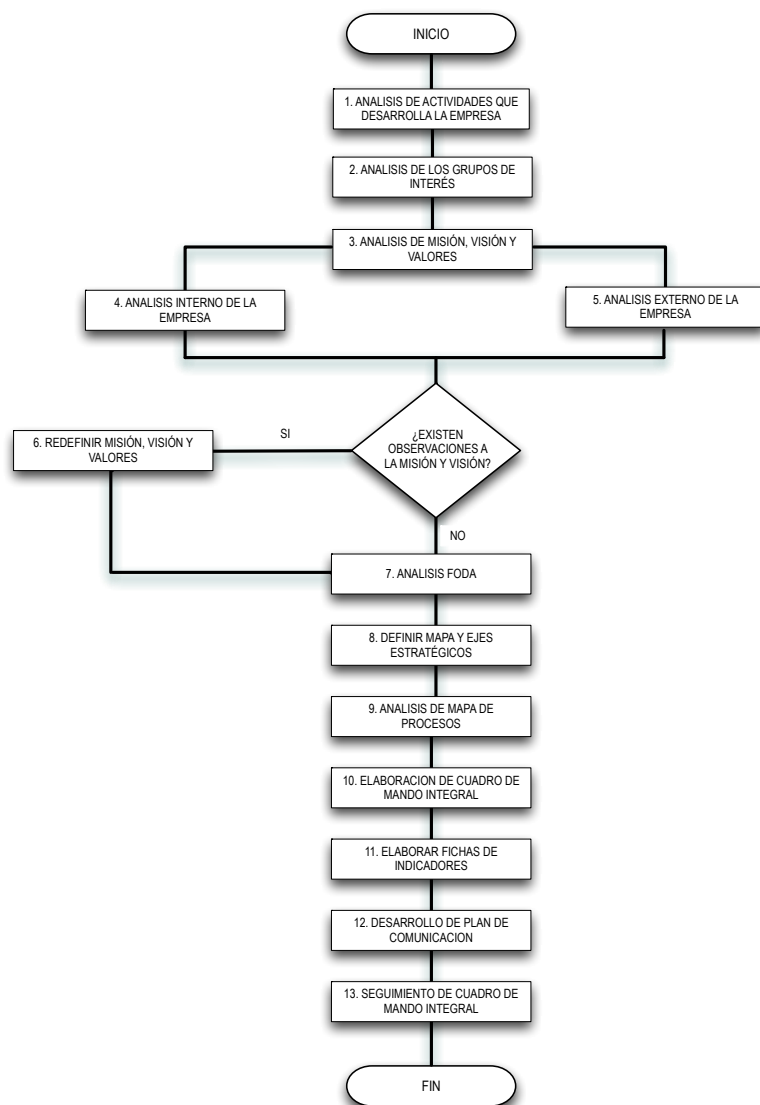 INICIO
1. ANALISIS DE ACTIVIDADES QUE
DESARROLLA LA EMPRESA
2. ANALISIS DE LOS GRUPOS DE
INTERÉS
3. ANALISIS DE MISIÓN, VISIÓN Y
VALORES
4. ANALISIS INTERNO DE LA
EMPRESA
5. ANALISIS EXTERNO DE LA
EMPRESA
¿EXISTEN
OBSERVACIONES A
LA MISIÓN Y VISIÓN?
SI
6. REDEFINIR MISIÓN, VISIÓN Y
VALORES
NO
7. ANALISIS FODA
8. DEFINIR MAPA Y EJES
ESTRATÉGICOS
9. ANALISIS DE MAPA DE
PROCESOS
10. ELABORACION DE CUADRO DE
MANDO INTEGRAL
11. ELABORAR FICHAS DE
INDICADORES
12. DESARROLLO DE PLAN DE
COMUNICACION
13. SEGUIMIENTO DE CUADRO DE
MANDO INTEGRAL
FIN